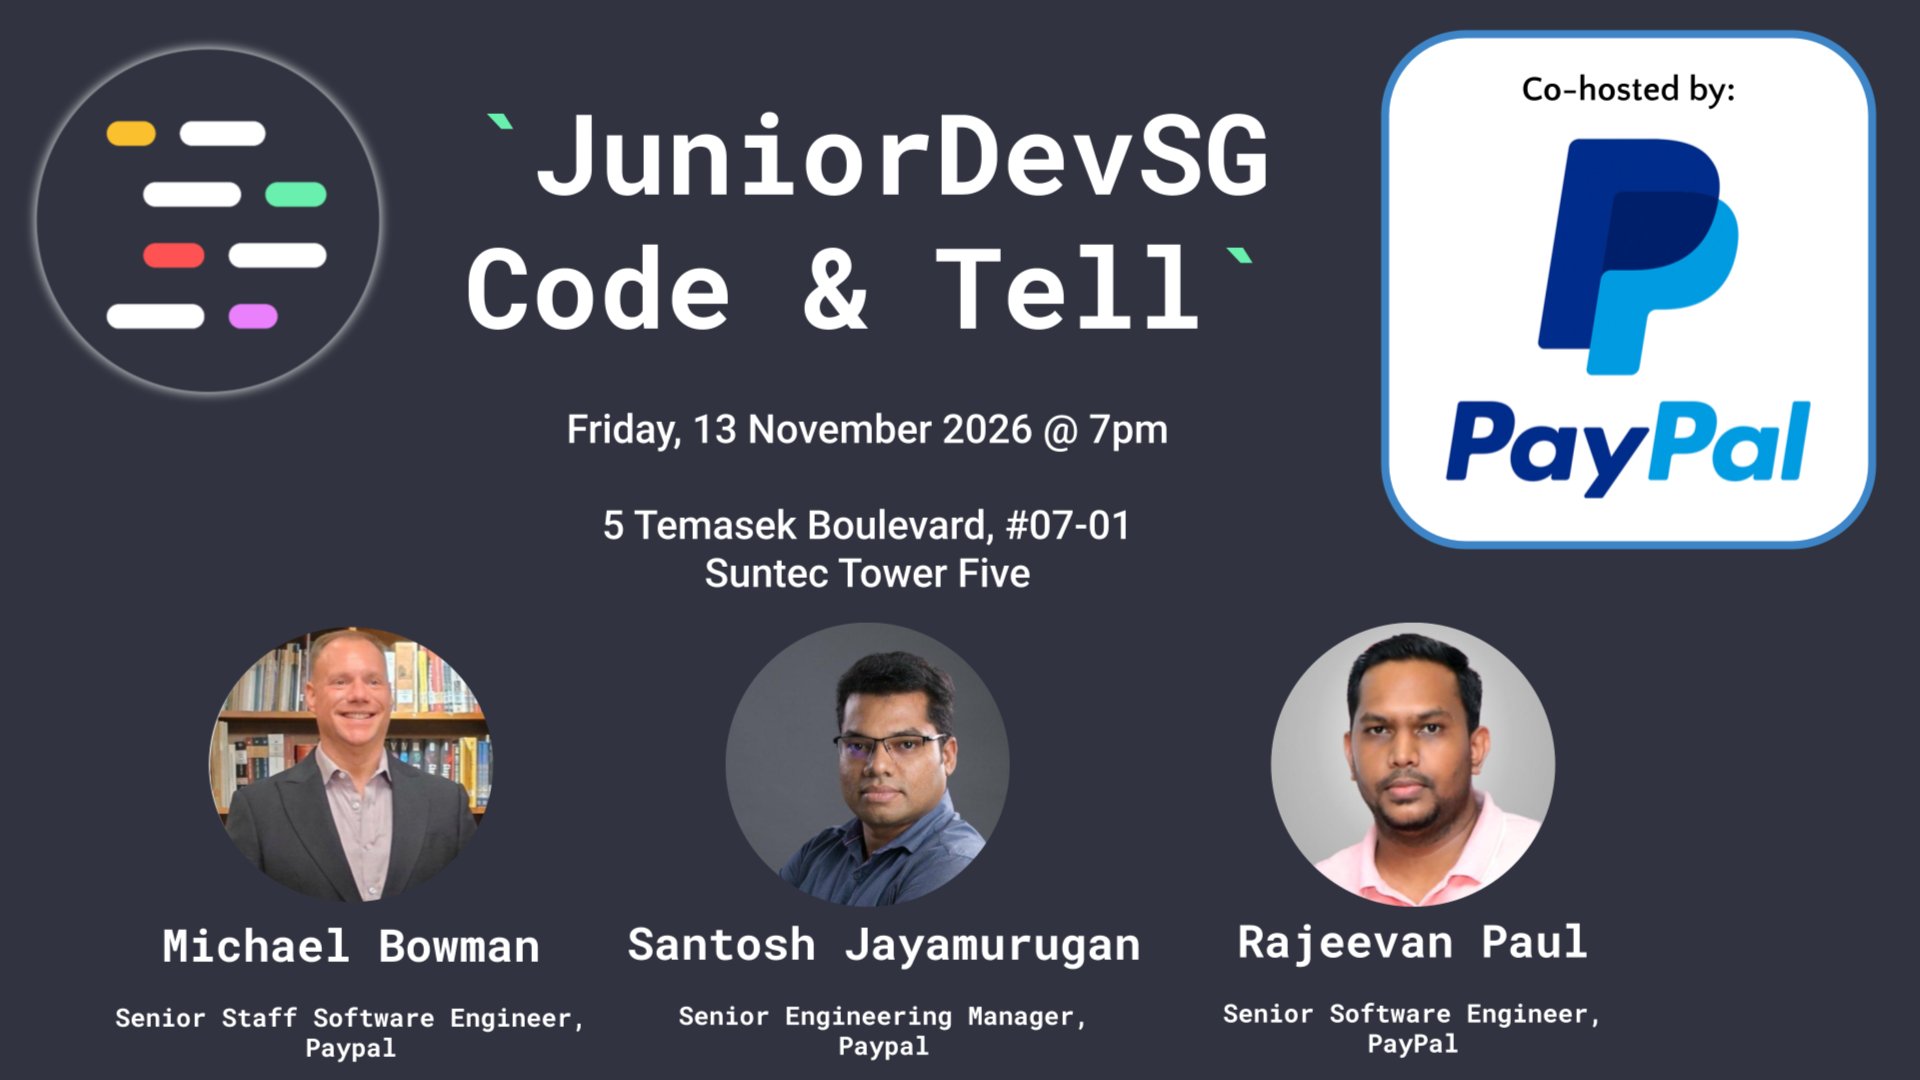 `JuniorDevSG
Code & Tell`
Co-hosted by:
PayPal
Friday, 13 November 2026 @ 7pm
5 Temasek Boulevard, #07-01
Suntec Tower Five
Michael Bowman
Senior Staff Software Engineer,
Paypal
Santosh Jayamurugan
Senior Engineering Manager,
Paypal
Rajeevan Paul
Senior Software Engineer,
PayPal